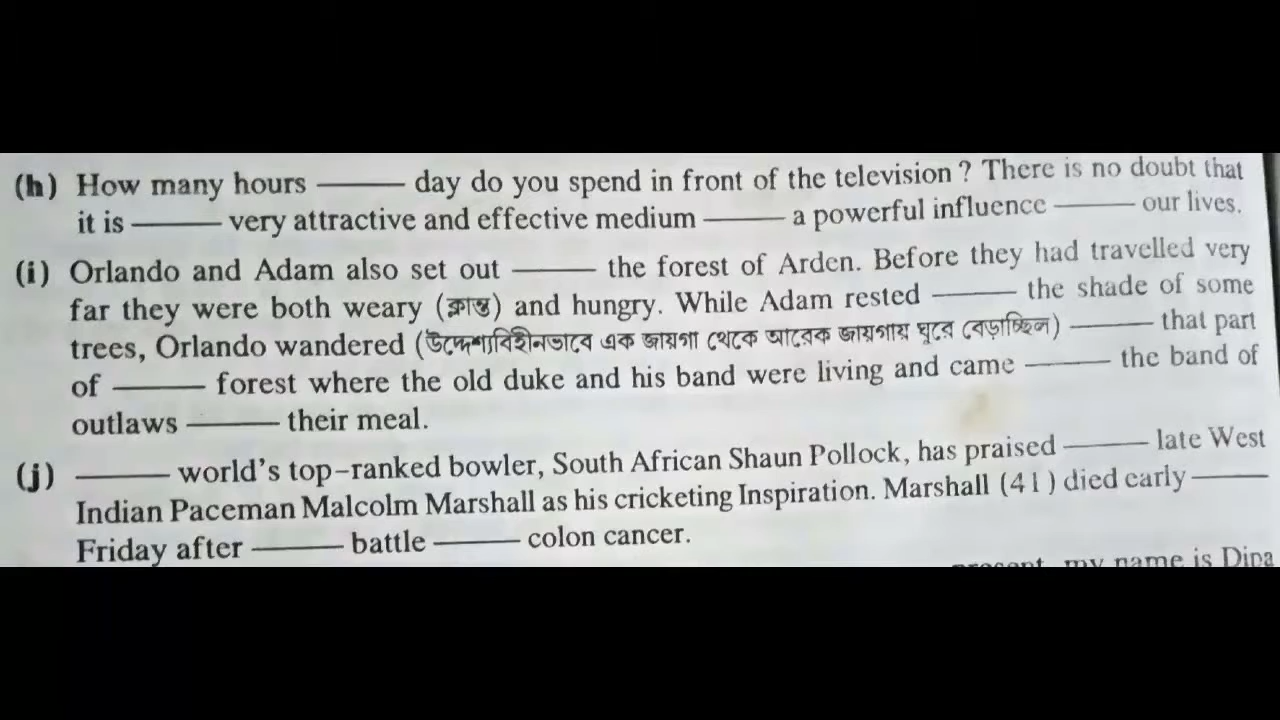 (h) How many hours ——— day do you spend in front of the television ? There is no doubt that
it is ——— very attractive and effective medium ——— a powerful influence ——— our lives.
(i) Orlando and Adam also set out ——— the forest of Arden. Before they had travelled very
far they were both weary (ক্লান্ত) and hungry. While Adam rested ——— the shade of some
trees, Orlando wandered (উদ্দেশ্যবিহীনভাবে এক জায়গা থেকে আরেক জায়গায় ঘুরে বেড়াচ্ছিল) ——— that part
of ——— forest where the old duke and his band were living and came ——— the band of
outlaws ——— their meal.
(j) ——— world's top-ranked bowler, South African Shaun Pollock, has praised ——— late West
Indian Paceman Malcolm Marshall as his cricketing Inspiration. Marshall (41) died early ———
Friday after ——— battle ——— colon cancer.
present, my name is Dipa